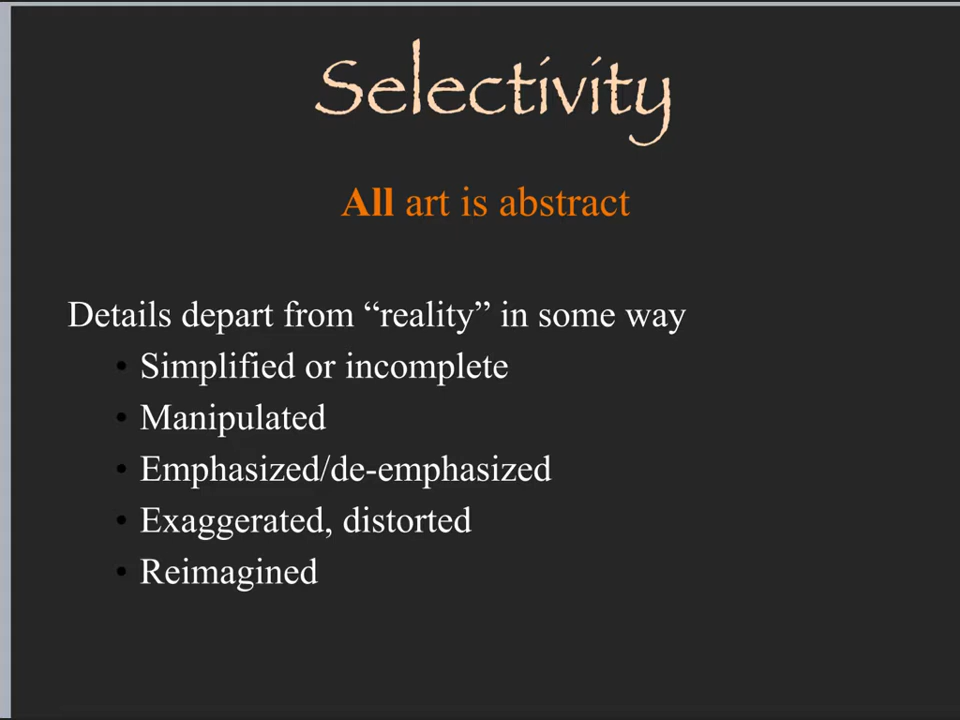 Selectivity
All art is abstract
Details depart from “reality” in some way
• Simplified or incomplete
• Manipulated
• Emphasized/de-emphasized
• Exaggerated, distorted
• Reimagined